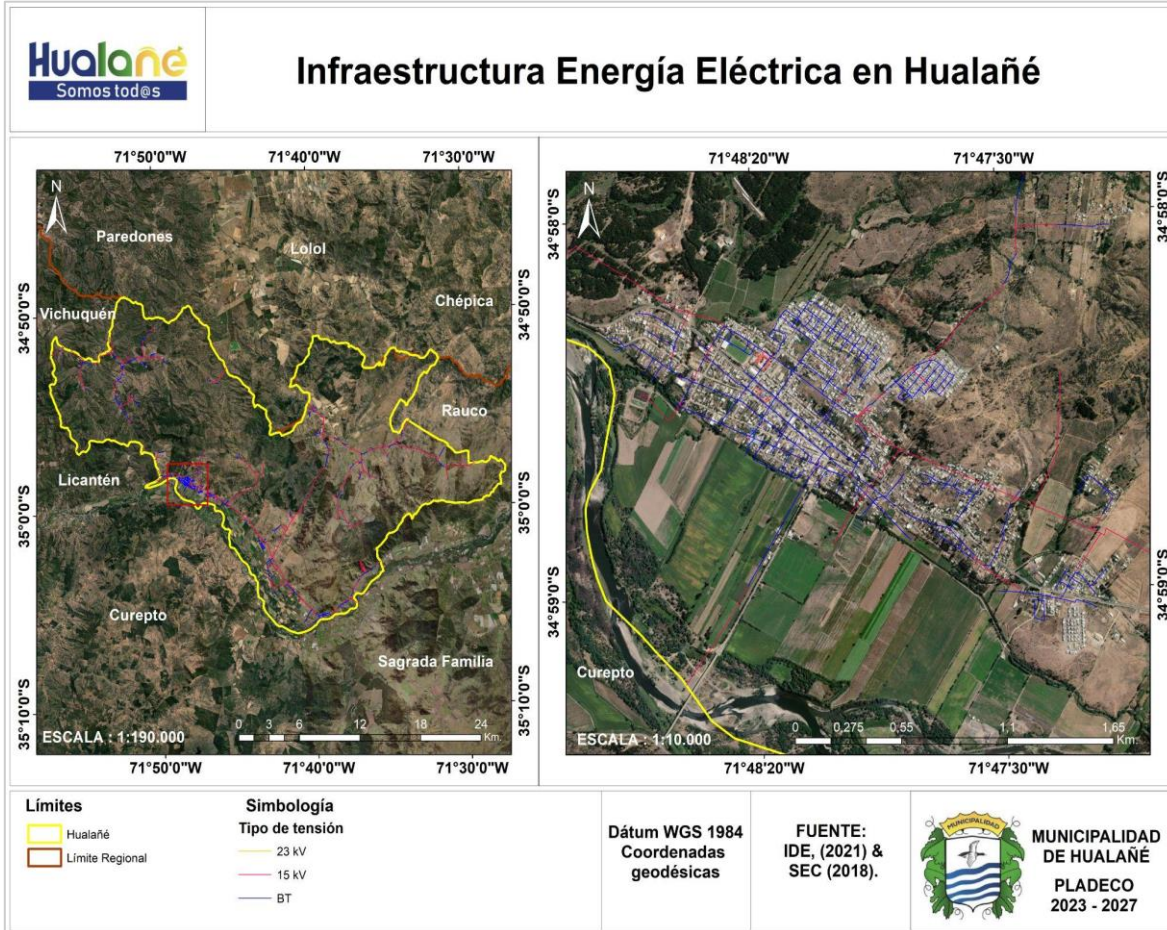 Hualañé
Somos tod@s
Infraestructura Energía Eléctrica en Hualañé
71°50'0"W
71°40'0"W
71°30'0"W
N
Paredones
Lolol
Chépica
34°50'0"S
34°50'0"S
Vichuquén
Rauco
Licantén
35°0'0"S
35°0'0"S
Curepto
Sagrada Familia
35°10'0"S
35°10'0"S
0 3 6 12 18 24
Km.
ESCALA : 1:190.000
71°50'0"W
71°40'0"W
71°30'0"W
71°48'20"W
71°47'30"W
N
34°58'0"S
34°58'0"S
34°59'0"S
34°59'0"S
Curepto
0 0,275 0,55 1,1 1,65
Km.
ESCALA : 1:10.000
71°48'20"W
71°47'30"W
Límites
Hualañé
Límite Regional
Simbología
Tipo de tensión
23 kV
15 kV
BT
Dátum WGS 1984
Coordenadas
geodésicas
FUENTE:
IDE, (2021) &
SEC (2018).
MUNICIPALIDAD
MUNICIPALIDAD
DE HUALAÑÉ
PLADECO
2023 - 2027